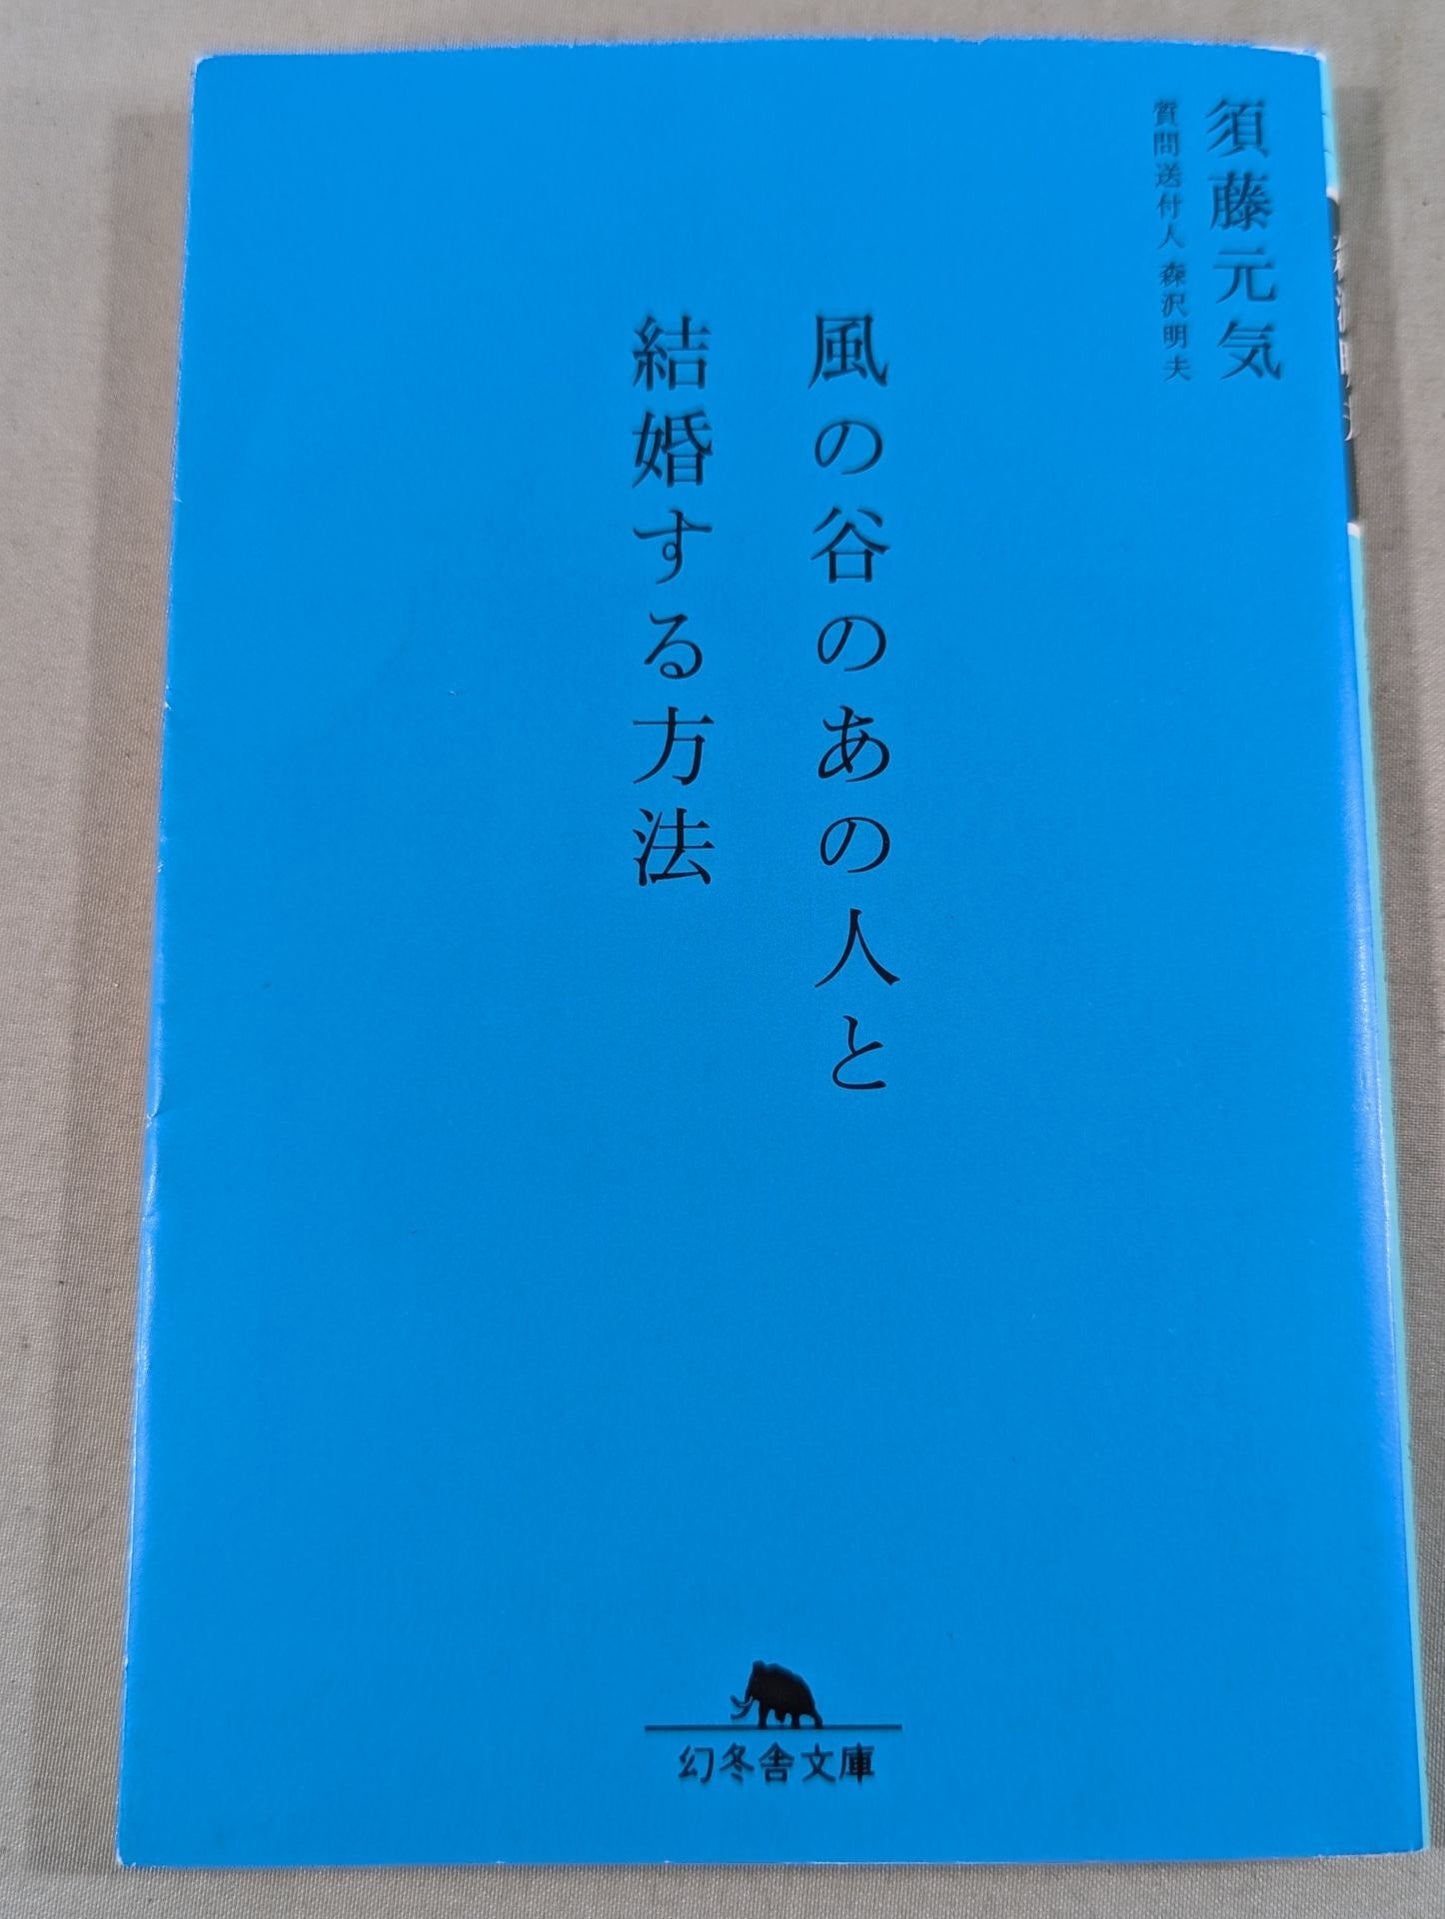 須藤元気
質問送付人 森沢明夫
風の谷のあの人と
結婚する方法
幻冬舎文庫